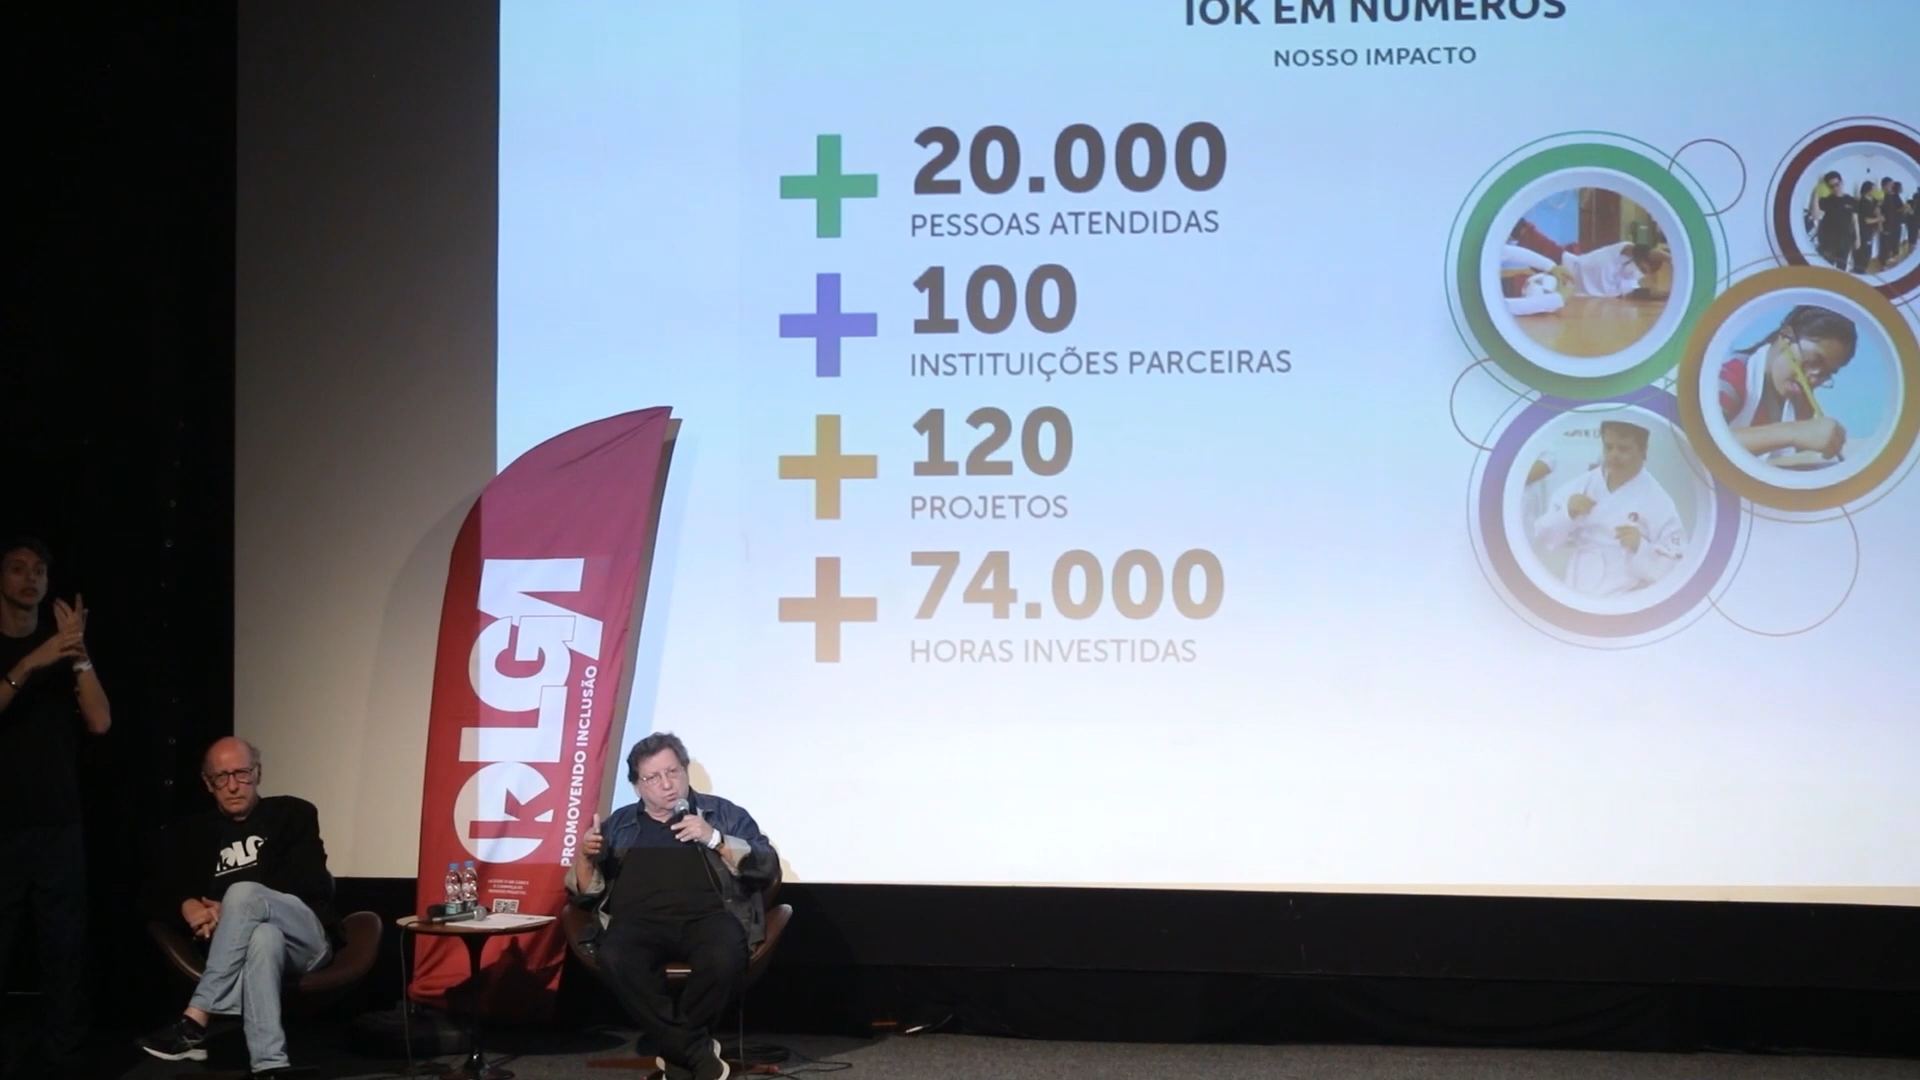 IOK EM NÚMEROS
NOSSO IMPACTO
20.000
PESSOAS ATENDIDAS
100
INSTITUIÇÕES PARCEIRAS
120
PROJETOS
74.000
HORAS INVESTIDAS
PROMOVENDO INCLUSÃO